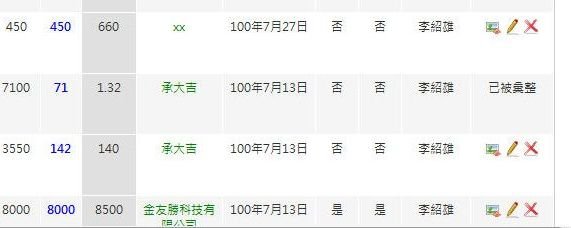 450 450 660 xx 100年7月27日 否 否 李紹雄
7100 71 1.32 承大吉 100年7月13日 否 否 李紹雄 已被彙整
3550 142 140 承大吉 100年7月13日 否 否 李紹雄
8000 8000 8500 金友勝科技有 100年7月13日 是 是 李紹雄
限公司